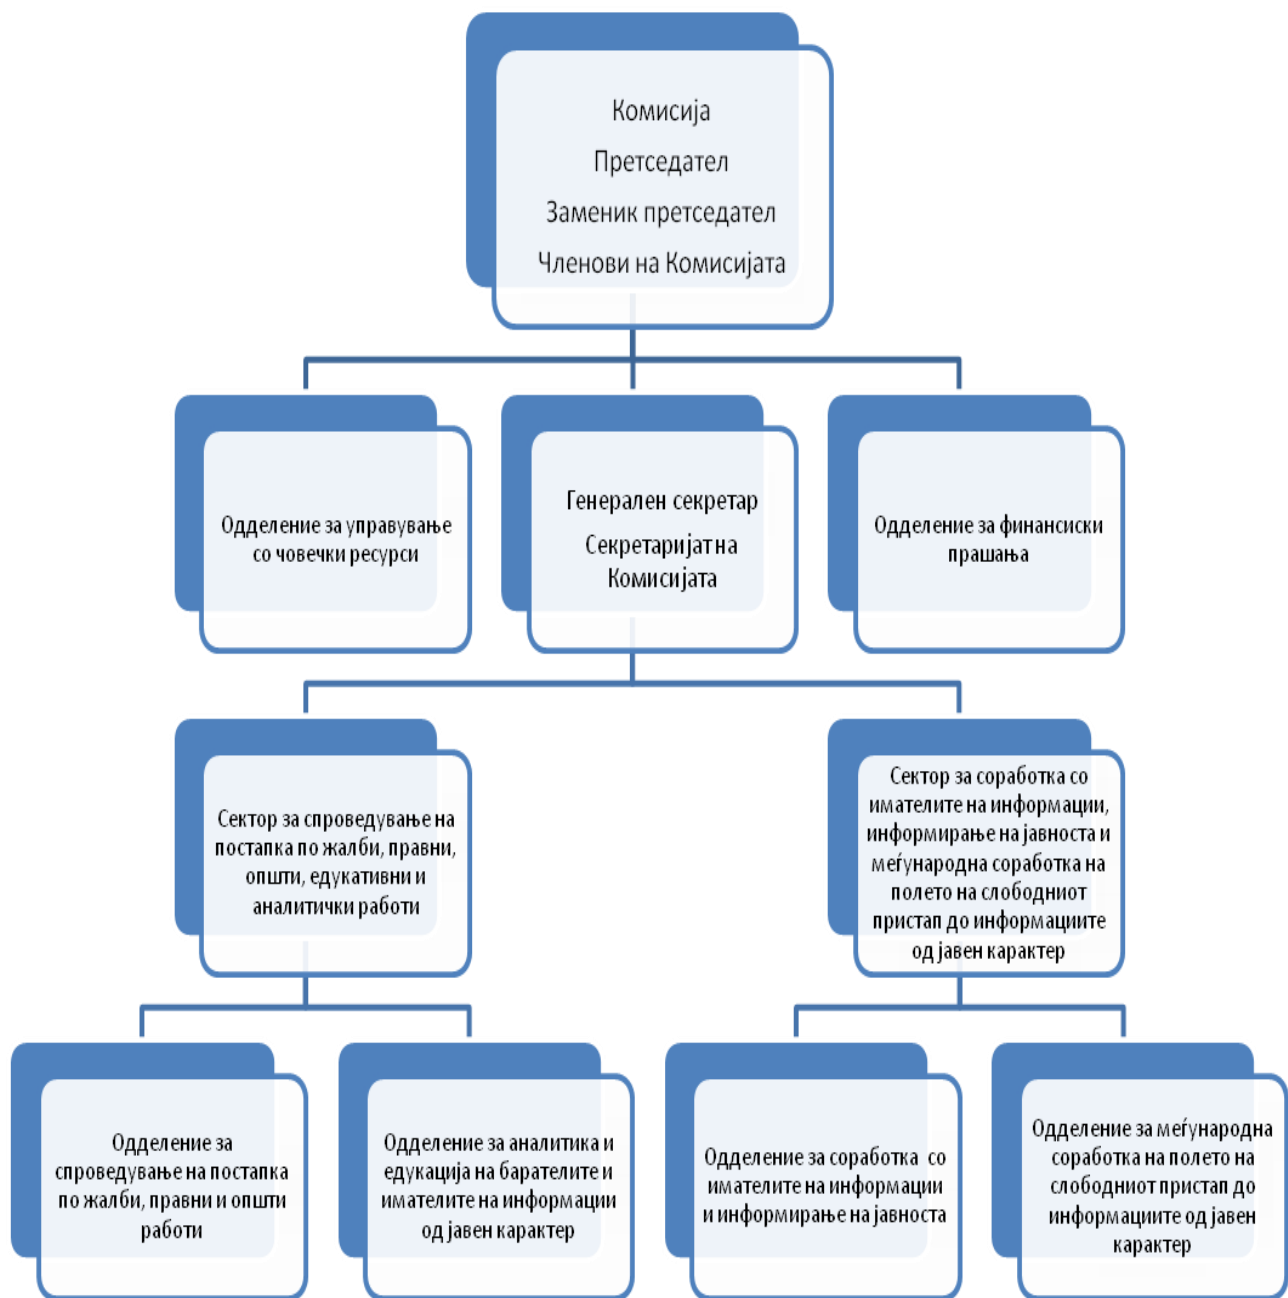 Комисија
Претседател
Заменик претседател
Членови на Комисијата
Одделение за управување
со човечки ресурси
Генерален секретар
Секретаријат на
Комисијата
Одделение за финансиски
прашања
Сектор за спроведување на
постапка по жалби, правни,
општи, едукативни и
аналитички работи
Сектор за соработка со
имателите на информации,
информирање на јавноста и
меѓународна соработка на
полето на слободниот
пристап до информациите
од јавен карактер
Одделение за
спроведување на постапка
по жалби, правни и општи
работи
Одделение за аналитика и
едукација на барателите и
имателите на информации
од јавен карактер
Одделение за соработка со
имателите на информации
и информирање на јавноста
Одделение за меѓународна
соработка на полето на
слободниот пристап до
информациите од јавен
карактер